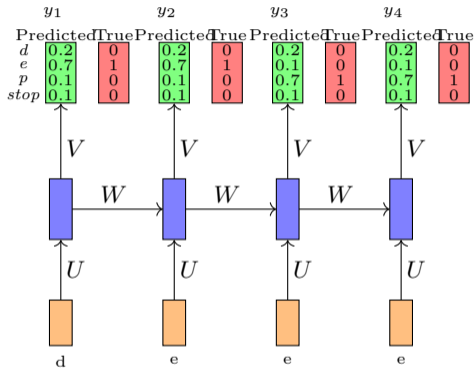 y1 y2 y3 y4
Predicted True Predicted True Predicted True Predicted True
d 0.2 0 0.2 0 0.2 0 0.2 0
e 0.7 1 0.7 1 0.1 0 0.1 0
p 0.1 0 0.1 0 0.7 1 0.7 1
stop 0.1 0 0.1 0 0.1 0 0.1 0
V V V V
W W W
U U U U
d e e e